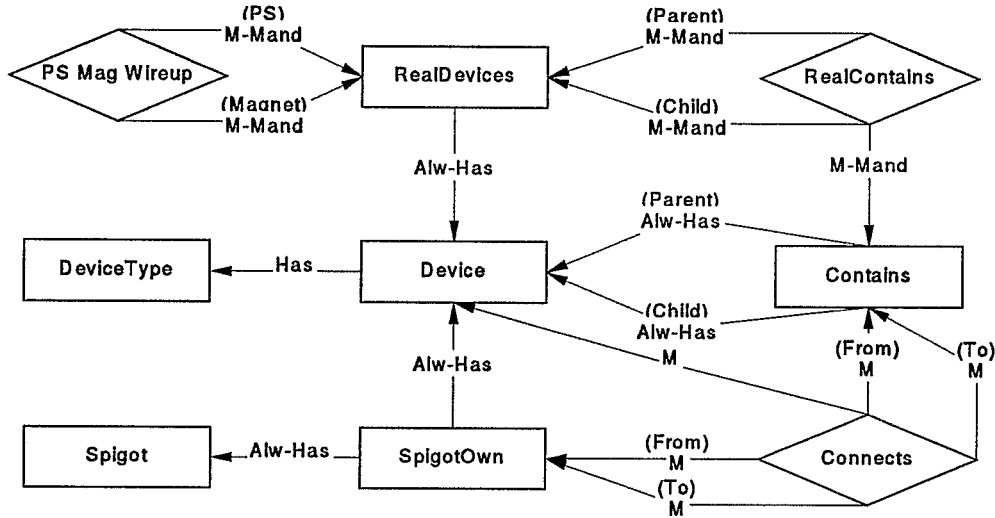 (PS)
M-Mand
(Parent)
M-Mand
PS Mag Wireup
RealDevices
RealContains
(Magnet)
M-Mand
(Child)
M-Mand
Alw-Has
M-Mand
(Parent)
Alw-Has
DeviceType
Has
Device
Contains
(Child)
Alw-Has
M
(From)
M
(To)
M
Alw-Has
Spigot
Alw-Has
SpigotOwn
(From)
M
(To)
M
Connects